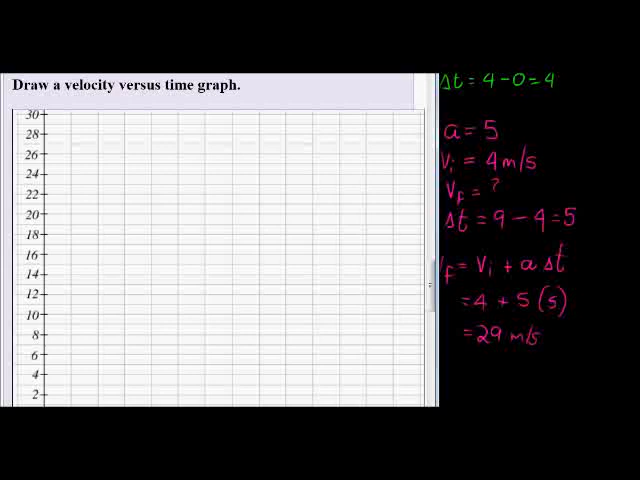 Draw a velocity versus time graph.
30
28
26
24
22
20
18
16
14
12
10
8
6
4
2
Δt = 4 - 0 = 4
a = 5
Vi = 4 m/s
Vf = ?
Δt = 9 - 4 = 5
Vf = Vi + a Δt
= 4 + 5 (5)
= 29 m/s